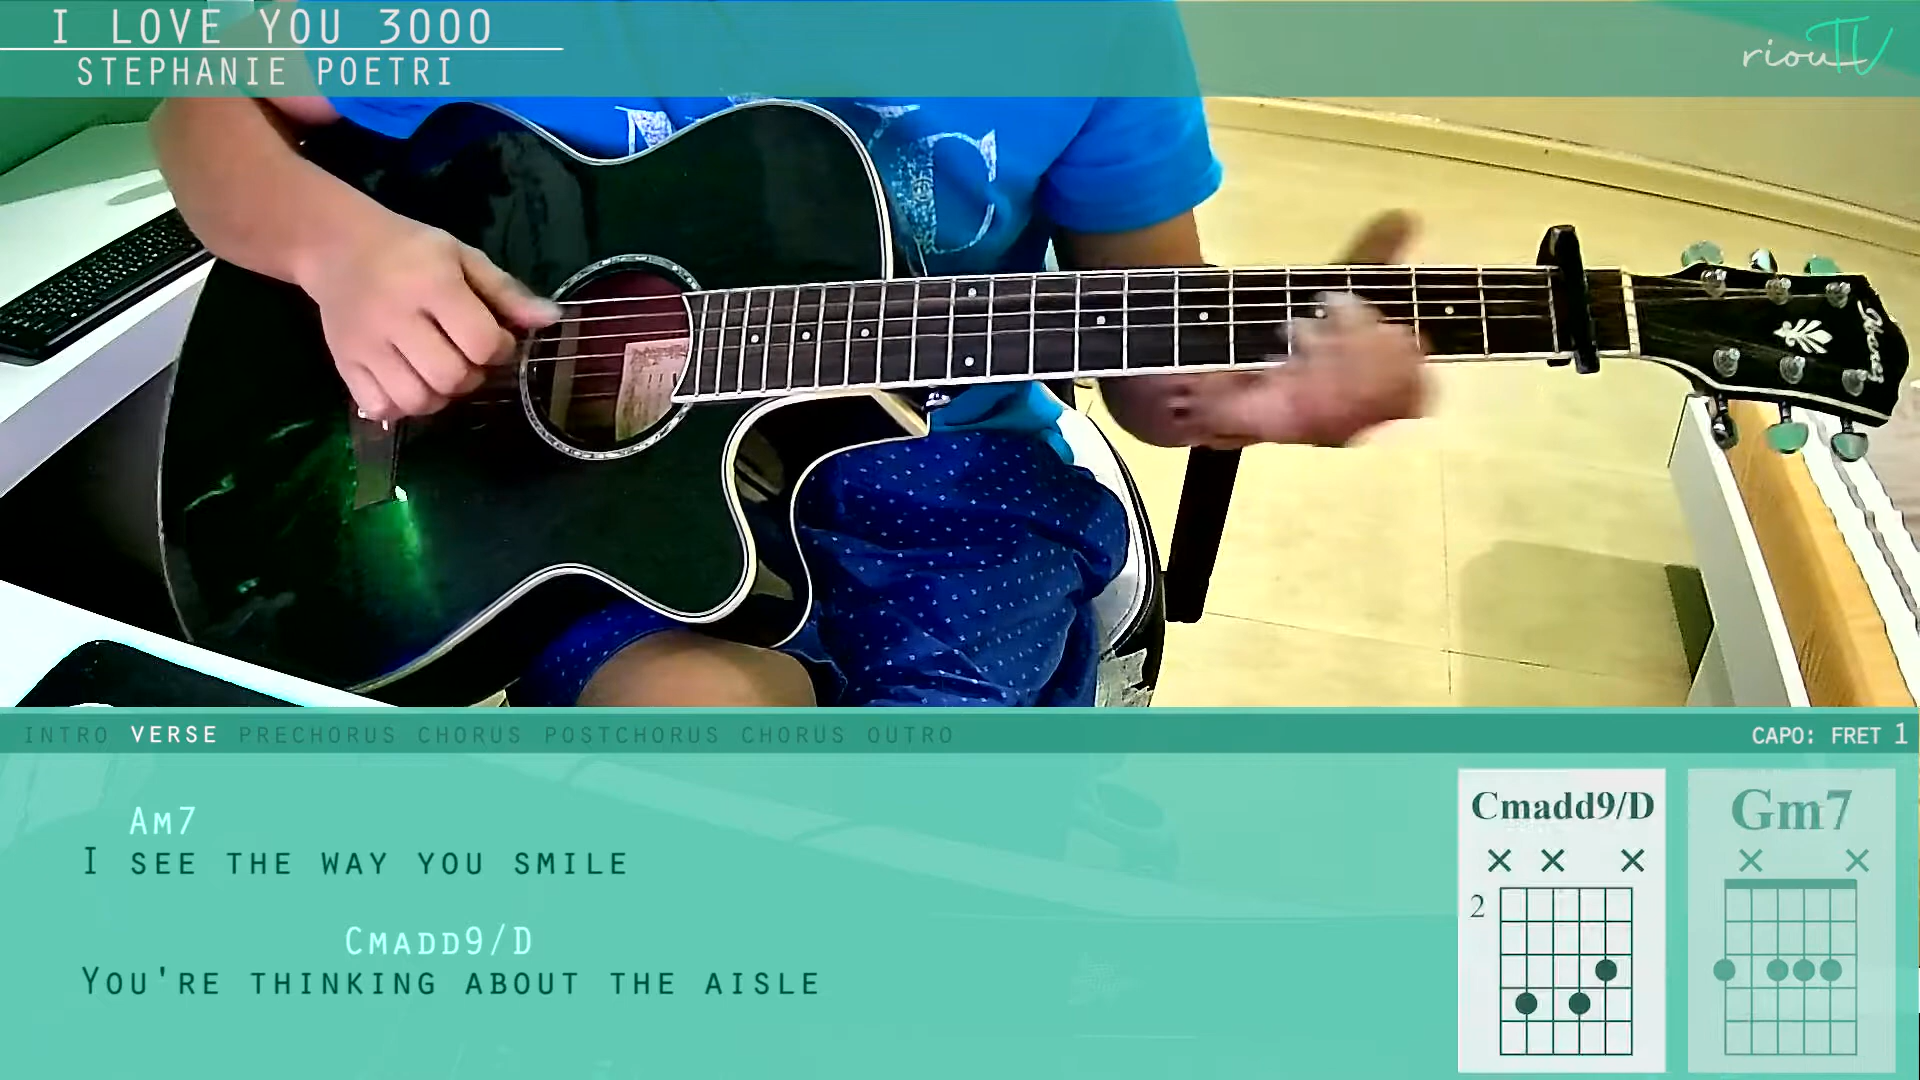 I LOVE YOU 3000
STEPHANIE POETRI
riouTV
Ibanez
INTRO VERSE PRECHORUS CHORUS POSTCHORUS CHORUS OUTRO
CAPO: FRET 1
Am7
I SEE THE WAY YOU SMILE
Cmadd9/D
YOU'RE THINKING ABOUT THE AISLE
Cmadd9/D
× × ×
2
Gm7
× ×